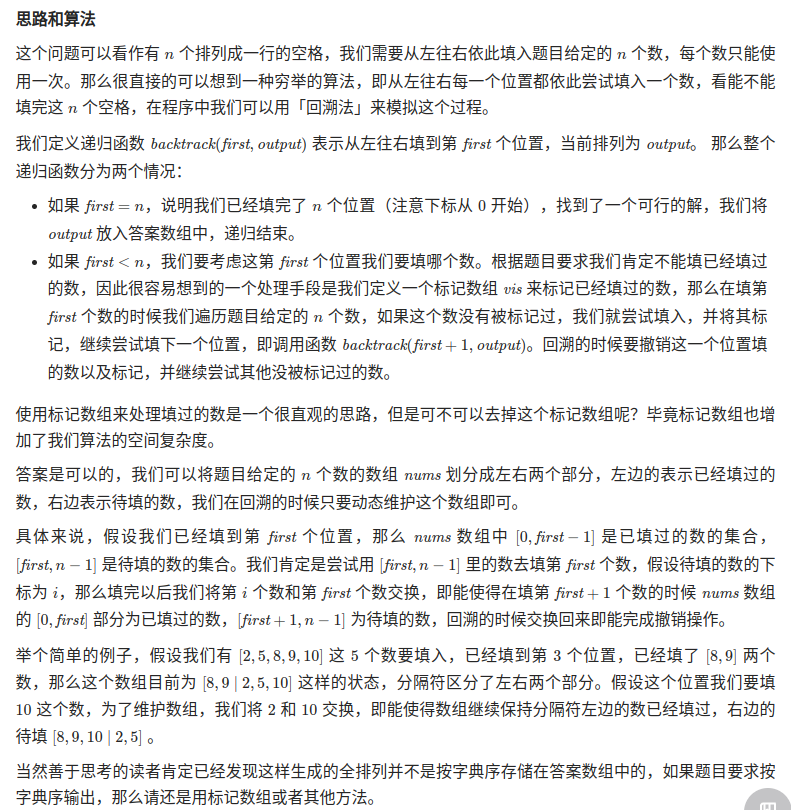 思路和算法
这个问题可以看作有 n 个排列成一行的空格，我们需要从左往右依此填入题目给定的 n 个数，每个数只能使
用一次。那么很直接的可以想到一种穷举的算法，即从左往右每一个位置都依此尝试填入一个数，看能不能
填完这 n 个空格，在程序中我们可以用「回溯法」来模拟这个过程。
我们定义递归函数 backtrack(first, output) 表示从左往右填到第 first 个位置，当前排列为 output。 那么整个
递归函数分为两个情况：
• 如果 first = n，说明我们已经填完了 n 个位置（注意下标从 0 开始），找到了一个可行的解，我们将
output 放入答案数组中，递归结束。
• 如果 first < n，我们要考虑这第 first 个位置我们要填哪个数。根据题目要求我们肯定不能填已经填过
的数，因此很容易想到的一个处理手段是我们定义一个标记数组 vis 来标记已经填过的数，那么在填第
first 个数的时候我们遍历题目给定的 n 个数，如果这个数没有被标记过，我们就尝试填入，并将其标
记，继续尝试填下一个位置，即调用函数 backtrack(first + 1, output)。回溯的时候要撤销这一个位置填
的数以及标记，并继续尝试其他没被标记过的数。
使用标记数组来处理填过的数是一个很直观的思路，但是可不可以去掉这个标记数组呢？毕竟标记数组也增
加了我们算法的空间复杂度。
答案是可以的，我们可以将题目给定的 n 个数的数组 nums 划分成左右两个部分，左边的表示已经填过的
数，右边表示待填的数，我们在回溯的时候只要动态维护这个数组即可。
具体来说，假设我们已经填到第 first 个位置，那么 nums 数组中 [0, first − 1] 是已填过的数的集合，
[first, n − 1] 是待填的数的集合。我们肯定是尝试用 [first, n − 1] 里的数去填第 first 个数，假设待填的数的下
标为 i，那么填完以后我们将第 i 个数和第 first 个数交换，即能使得在填第 first + 1 个数的时候 nums 数组
的 [0, first] 部分为已填过的数，[first + 1, n − 1] 为待填的数，回溯的时候交换回来即能完成撤销操作。
举个简单的例子，假设我们有 [2, 5, 8, 9, 10] 这 5 个数要填入，已经填到第 3 个位置，已经填了 [8, 9] 两个
数，那么这个数组目前为 [8, 9 | 2, 5, 10] 这样的状态，分隔符区分了左右两个部分。假设这个位置我们要填
10 这个数，为了维护数组，我们将 2 和 10 交换，即能使得数组继续保持分隔符左边的数已经填过，右边的
待填 [8, 9, 10 | 2, 5] 。
当然善于思考的读者肯定已经发现这样生成的全排列并不是按字典序存储在答案数组中的，如果题目要求按
字典序输出，那么请还是用标记数组或者其他方法。